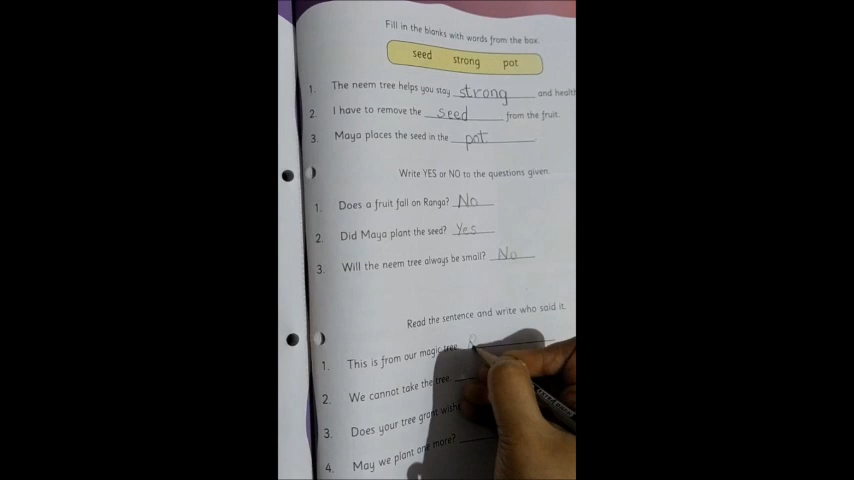 Fill in the blanks with words from the box.
seed strong pot
1. The neem tree helps you stay strong and health
2. I have to remove the seed from the fruit.
3. Maya places the seed in the pot
Write YES or NO to the questions given.
1. Does a fruit fall on Ranga? No
2. Did Maya plant the seed? Yes
3. Will the neem tree always be small? No
Read the sentence and write who said it.
1. This is from our magic tree.
2. We cannot take the tree.
3. Does your tree grant wish
4. May we plant one more?